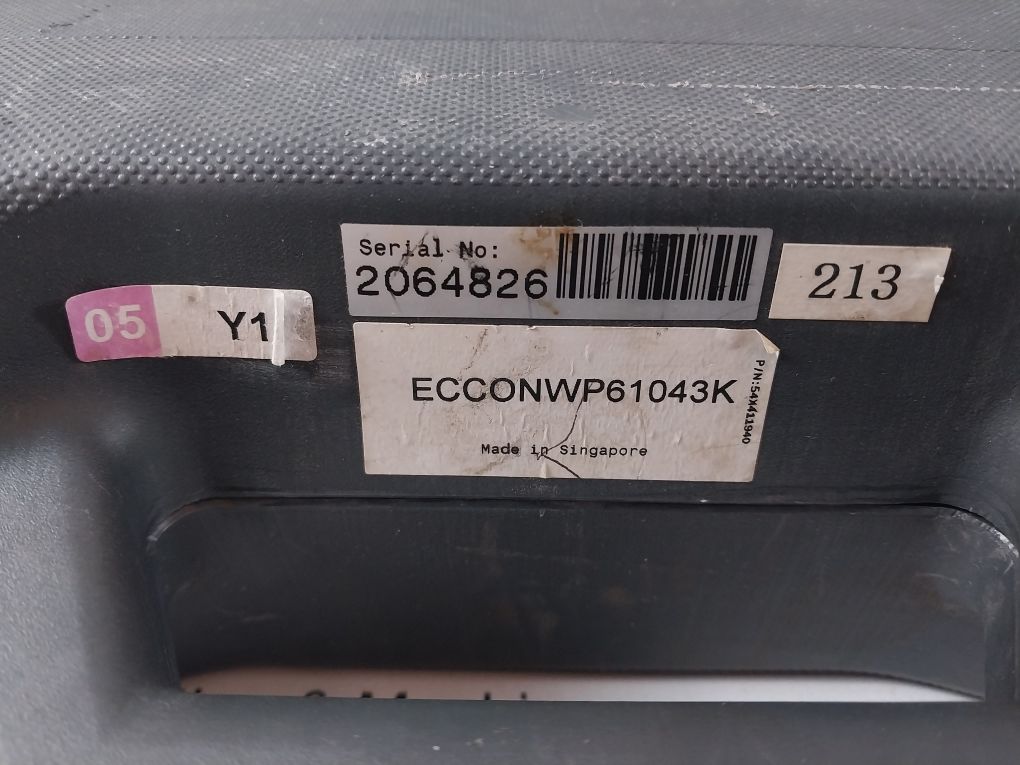 Serial No:
2064826
213
05 Y1
ECCONWP61043K
P/N:54X411940
Made in Singapore